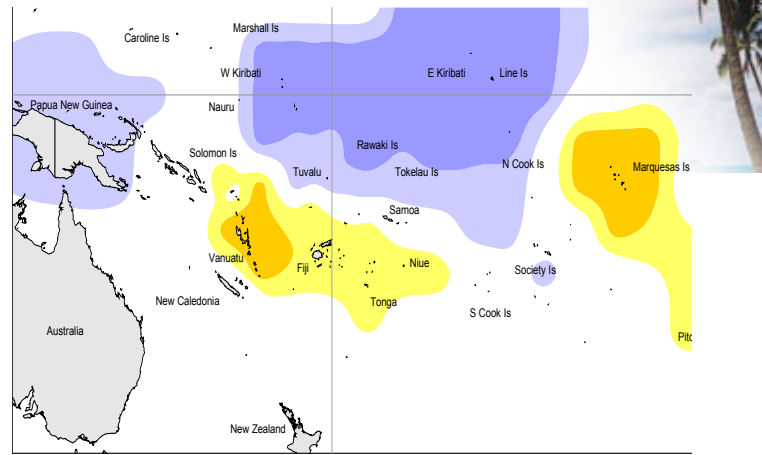 Marshall Is
Caroline Is
W Kiribati
E Kiribati
Line Is
Papua New Guinea
Nauru
Rawaki Is
Solomon Is
N Cook Is
Marquesas Is
Tuvalu
Tokelau Is
Samoa
Vanuatu
Fiji
Niue
Society Is
New Caledonia
Tonga
S Cook Is
Australia
Pitc
New Zealand